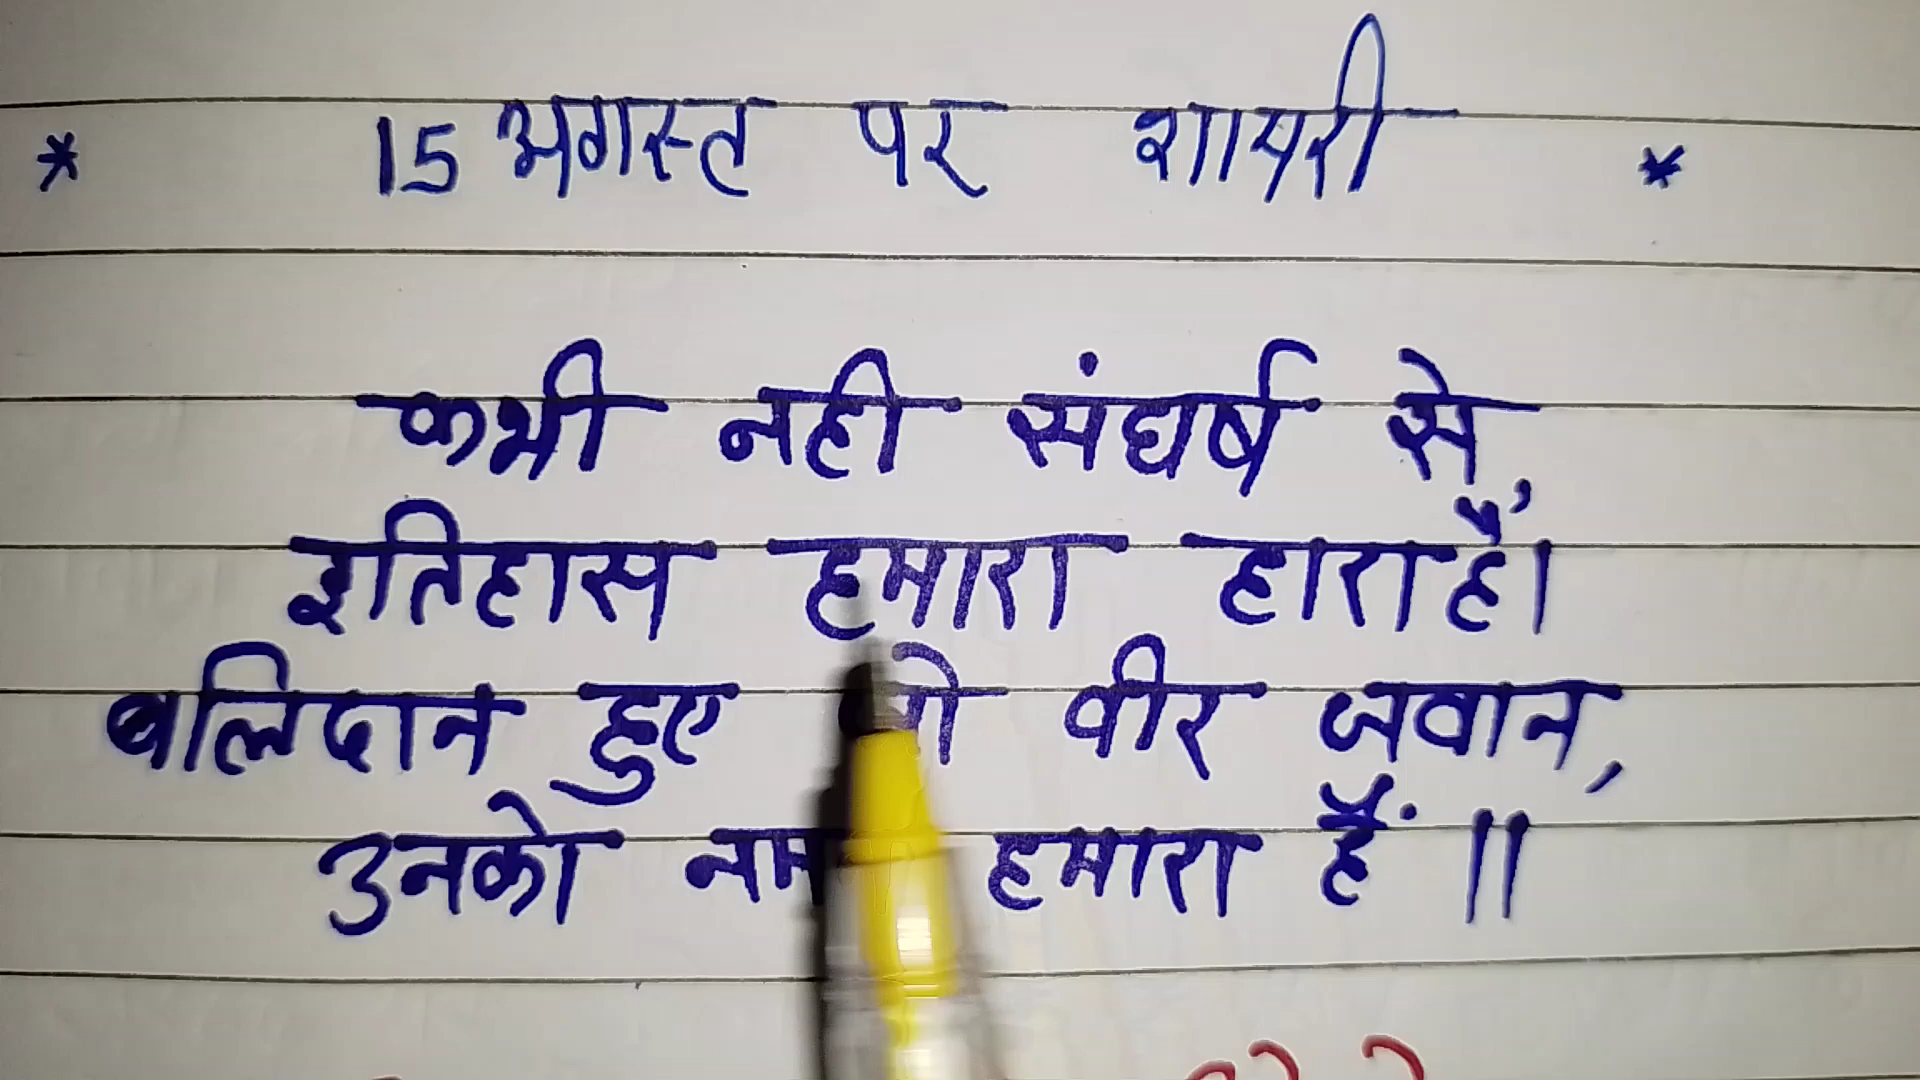 * 15 अगस्त पर शायरी *
कभी नही संघर्ष से,
इतिहास हमारा हारा है।
बलिदान हुए वीर जवान,
उनको हमारा हैं ||